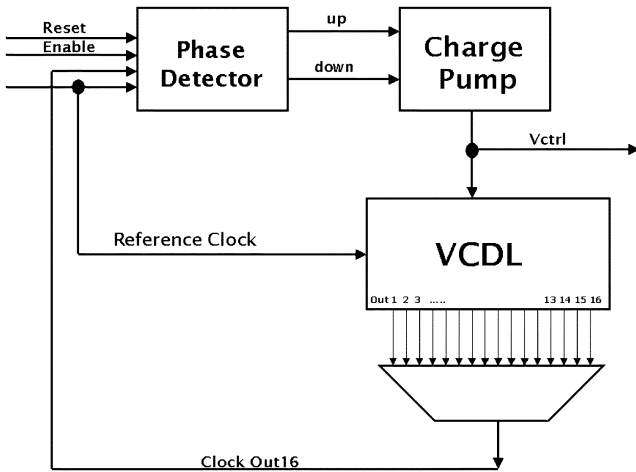 Reset
Enable
Phase
Detector
up
down
Charge
Pump
Vctrl
Reference Clock
VCDL
Out 1 2 3 ..... 13 14 15 16
Clock Out16